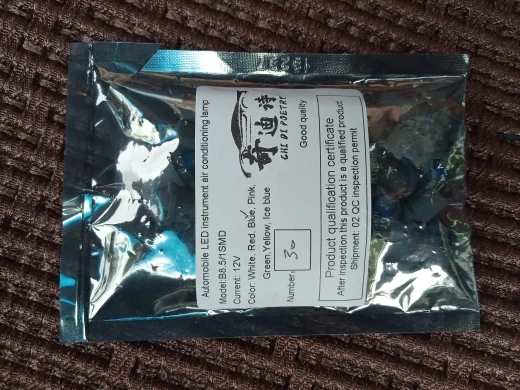 Automobile LED instrument air conditioning lamp
Model:B8.5/1SMD
Current: 12V
Color: White, Red, Blue, Pink,
Green,Yellow, Ice blue
Number: 30
奇迪诗
CHI DI POETRY
Good quality
Product qualification certificate
After inspection this product is a qualified product
Shipment: 02 QC inspection permit